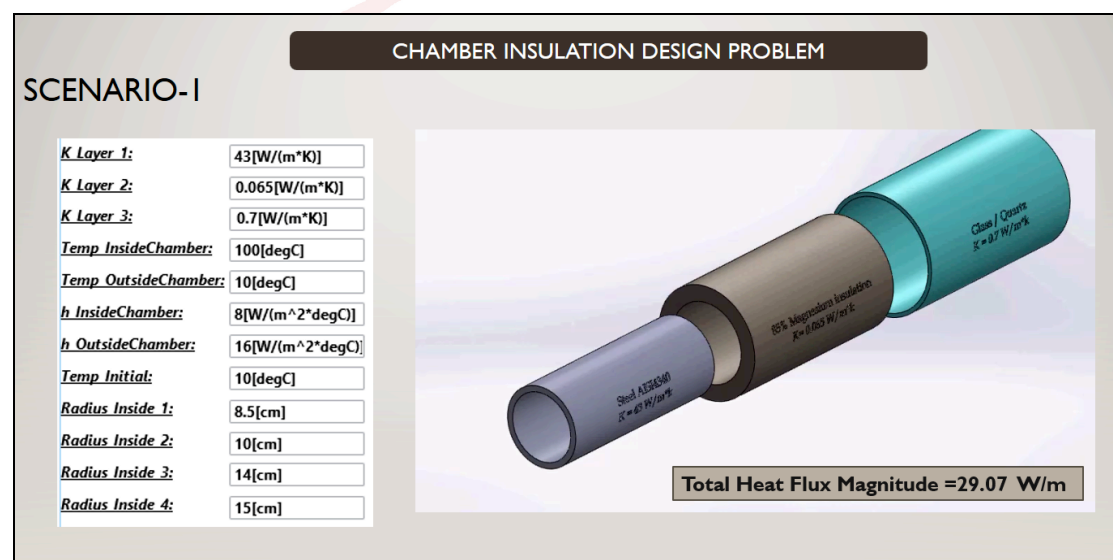 CHAMBER INSULATION DESIGN PROBLEM
SCENARIO-1
K Layer 1: 43[W/(m*K)]
K Layer 2: 0.065[W/(m*K)]
K Layer 3: 0.7[W/(m*K)]
Temp InsideChamber: 100[degC]
Temp OutsideChamber: 10[degC]
h InsideChamber: 8[W/(m^2*degC)]
h OutsideChamber: 16[W/(m^2*degC)]
Temp Initial: 10[degC]
Radius Inside 1: 8.5[cm]
Radius Inside 2: 10[cm]
Radius Inside 3: 14[cm]
Radius Inside 4: 15[cm]
Glass / Quartz
K = 0.7 W/m*k
85% Magnesium insulation
K = 0.065 W/m*k
Steel AISI4340
K = 43 W/m*k
Total Heat Flux Magnitude =29.07 W/m